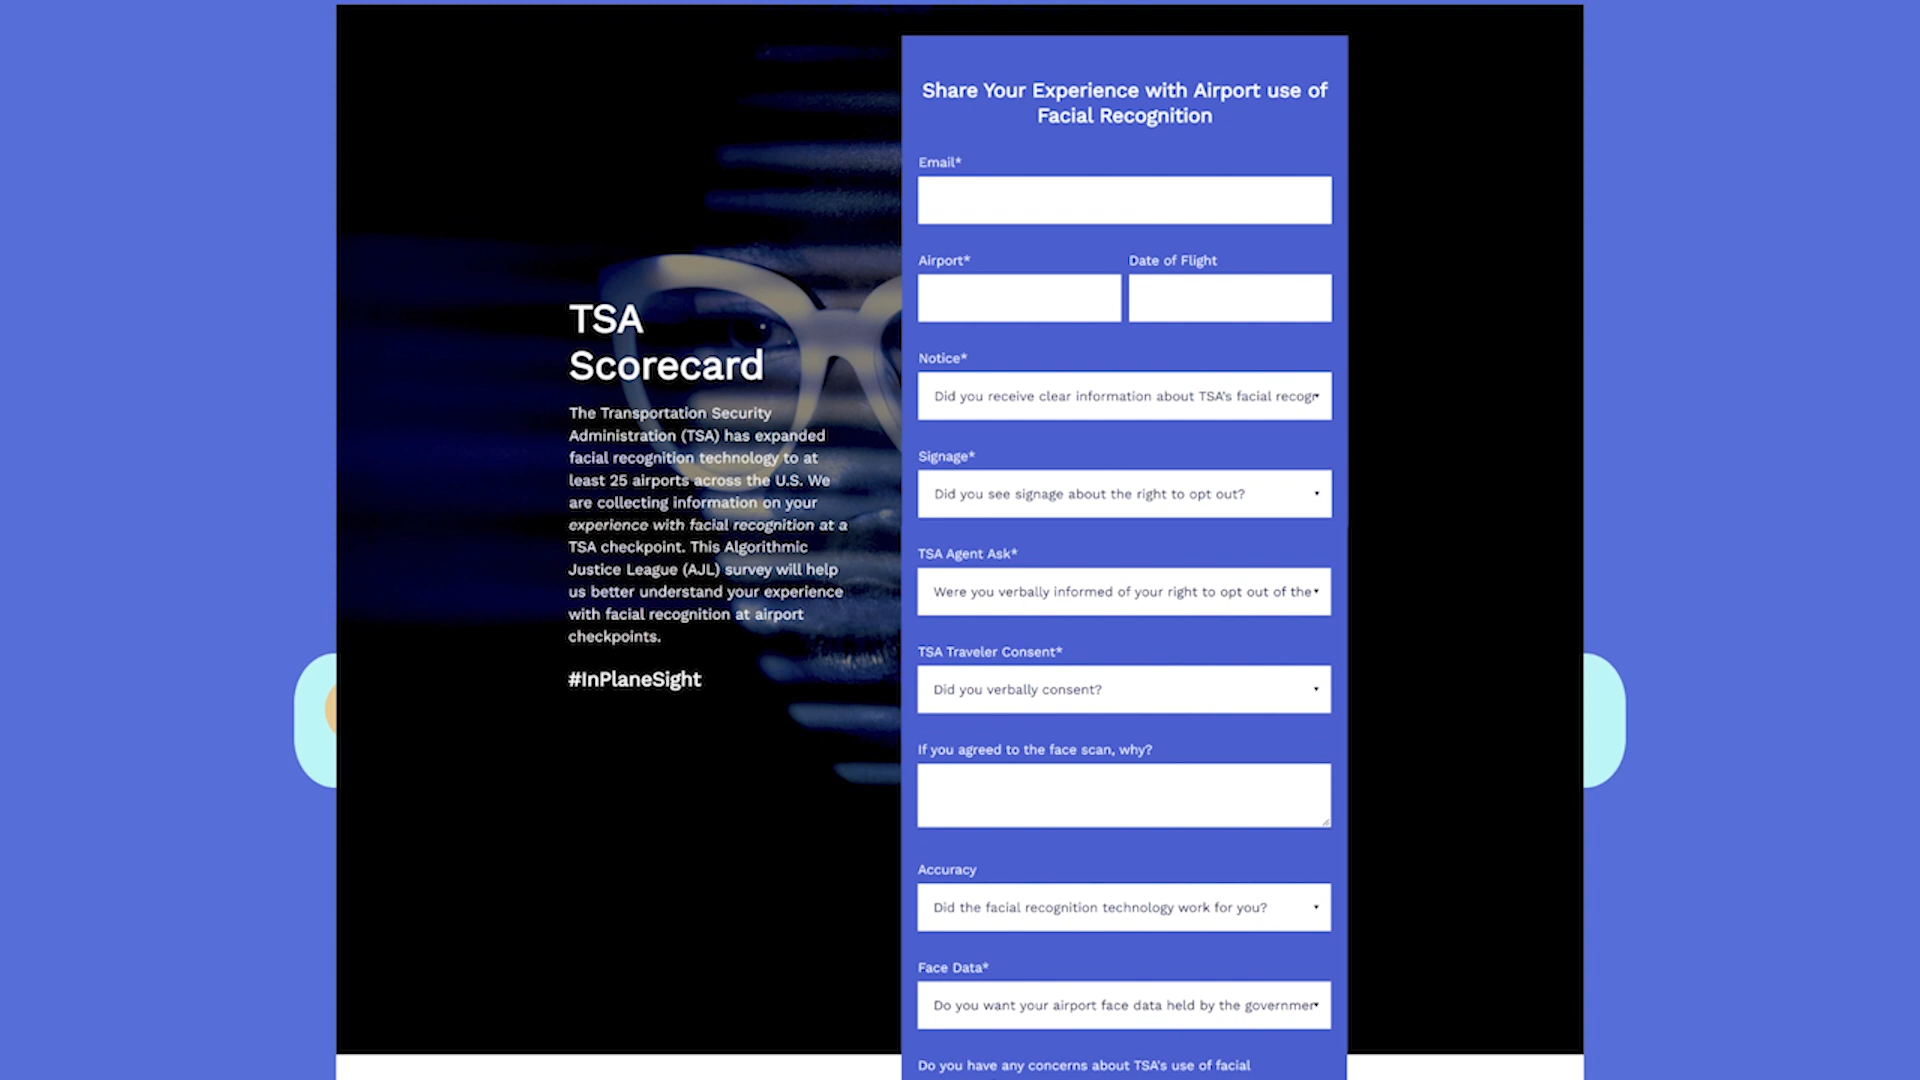 TSA
Scorecard
The Transportation Security
Administration (TSA) has expanded
facial recognition technology to at
least 25 airports across the U.S. We
are collecting information on your
experience with facial recognition at a
TSA checkpoint. This Algorithmic
Justice League (AJL) survey will help
us better understand your experience
with facial recognition at airport
checkpoints.
#InPlaneSight
Share Your Experience with Airport use of
Facial Recognition
Email*
Airport*
Date of Flight
Notice*
Did you receive clear information about TSA's facial recogr
Signage*
Did you see signage about the right to opt out?
TSA Agent Ask*
Were you verbally informed of your right to opt out of the
TSA Traveler Consent*
Did you verbally consent?
If you agreed to the face scan, why?
Accuracy
Did the facial recognition technology work for you?
Face Data*
Do you want your airport face data held by the governmer
Do you have any concerns about TSA's use of facial